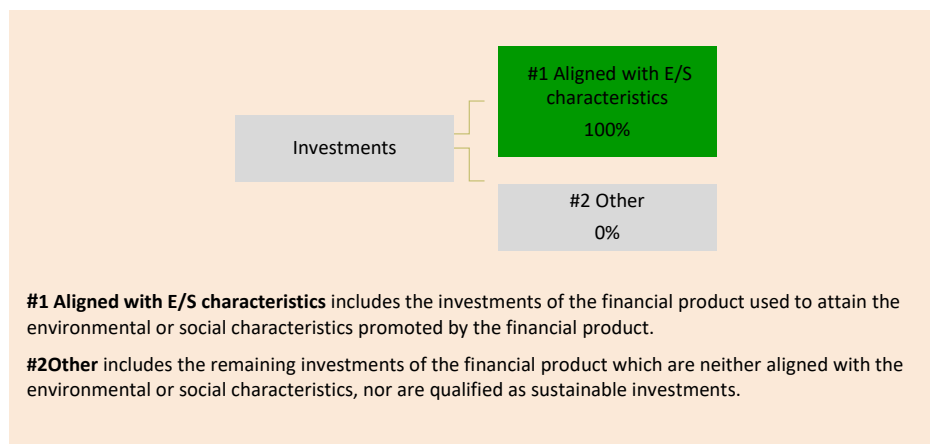 #1 Aligned with E/S
characteristics
100%
Investments
#2 Other
0%
#1 Aligned with E/S characteristics includes the investments of the financial product used to attain the
environmental or social characteristics promoted by the financial product.
#2Other includes the remaining investments of the financial product which are neither aligned with the
environmental or social characteristics, nor are qualified as sustainable investments.